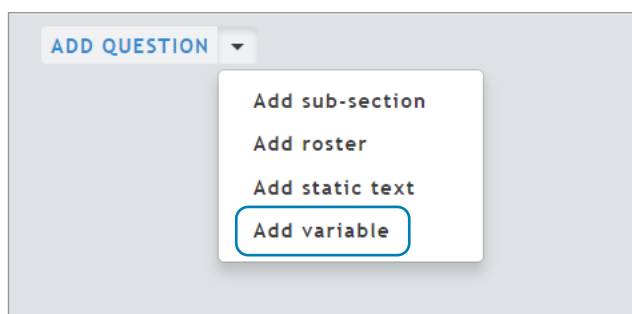 ADD QUESTION
Add sub-section
Add roster
Add static text
Add variable